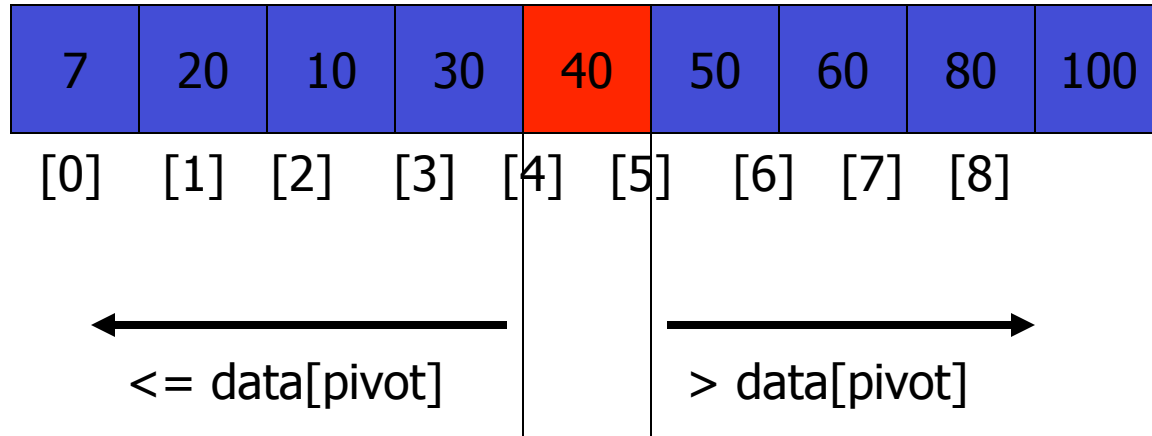 7 20 10 30 40 50 60 80 100
[0] [1] [2] [3] [4] [5] [6] [7] [8]
<= data[pivot] > data[pivot]